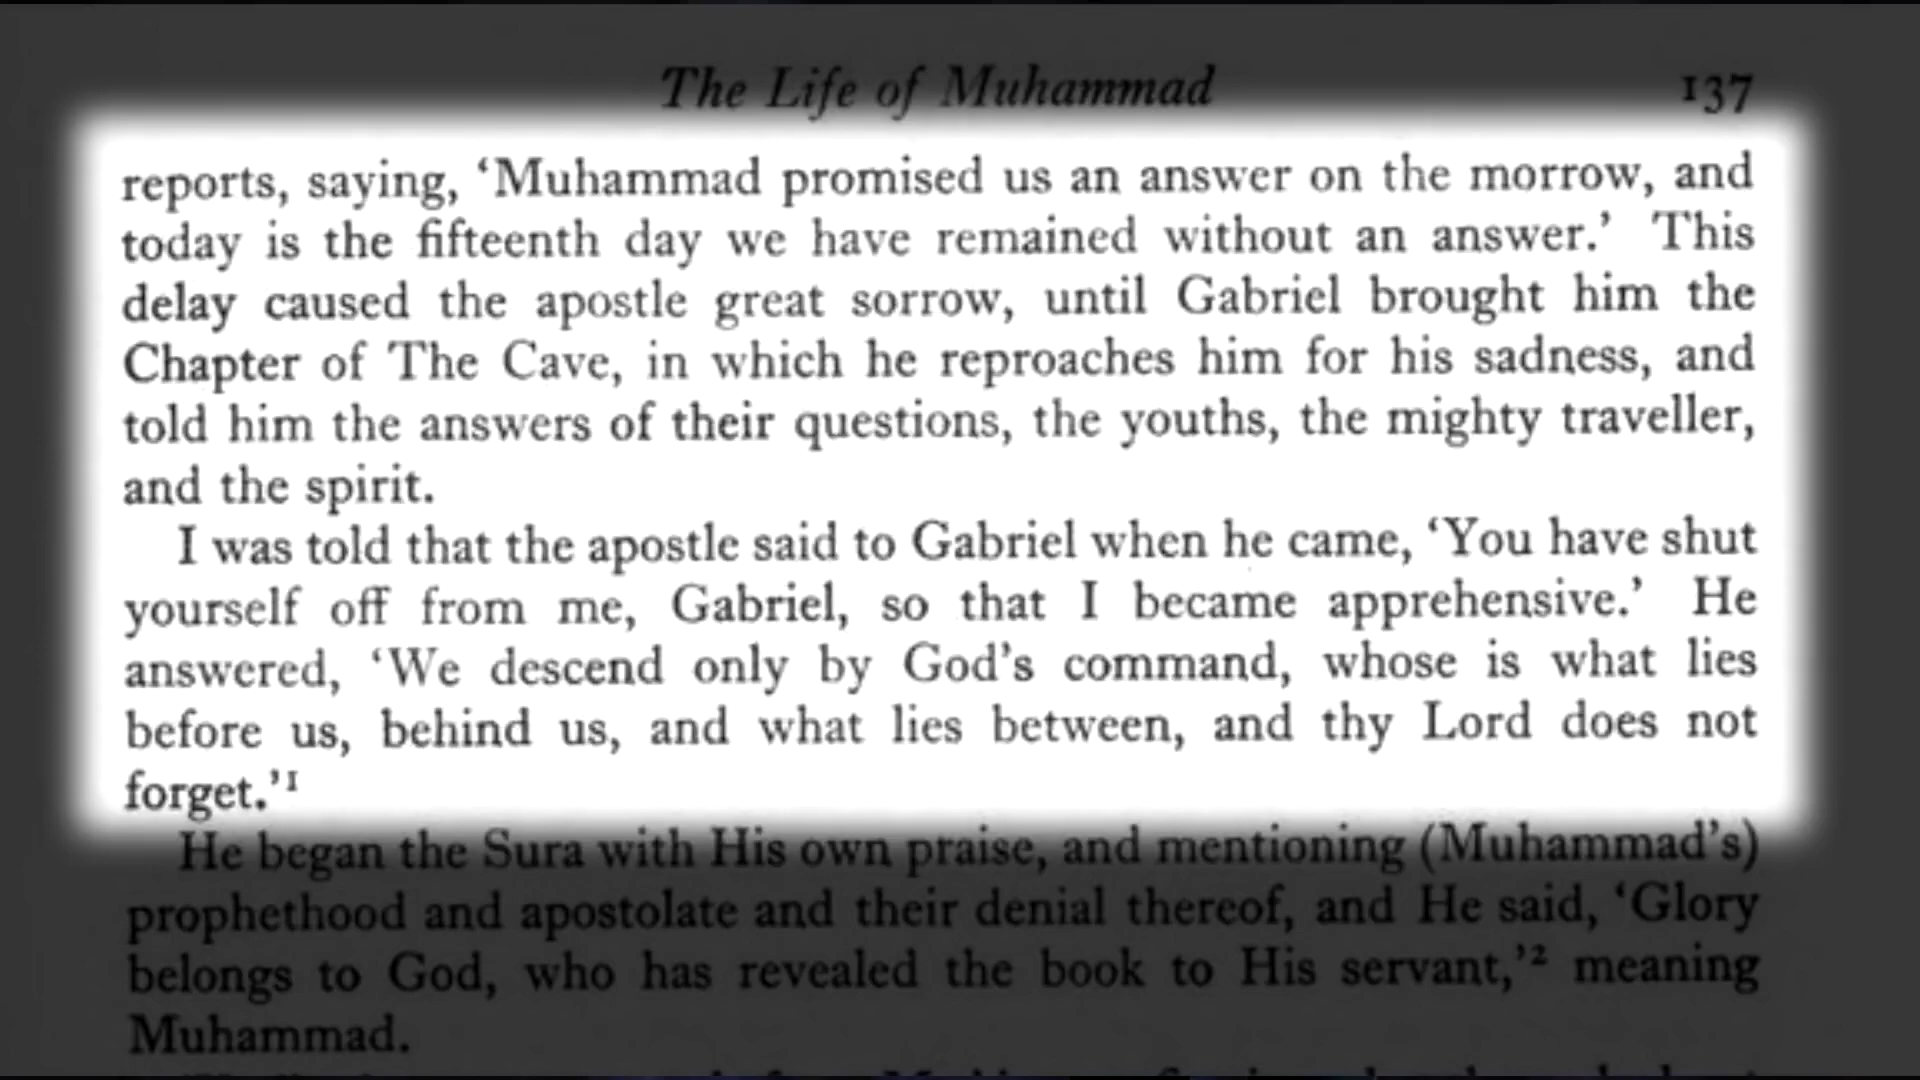 The Life of Muhammad 137
reports, saying, ‘Muhammad promised us an answer on the morrow, and
today is the fifteenth day we have remained without an answer.’ This
delay caused the apostle great sorrow, until Gabriel brought him the
Chapter of The Cave, in which he reproaches him for his sadness, and
told him the answers of their questions, the youths, the mighty traveller,
and the spirit.
I was told that the apostle said to Gabriel when he came, ‘You have shut
yourself off from me, Gabriel, so that I became apprehensive.’ He
answered, ‘We descend only by God’s command, whose is what lies
before us, behind us, and what lies between, and thy Lord does not
forget.’¹
He began the Sura with His own praise, and mentioning (Muhammad’s)
prophethood and apostolate and their denial thereof, and He said, ‘Glory
belongs to God, who has revealed the book to His servant,’² meaning
Muhammad.